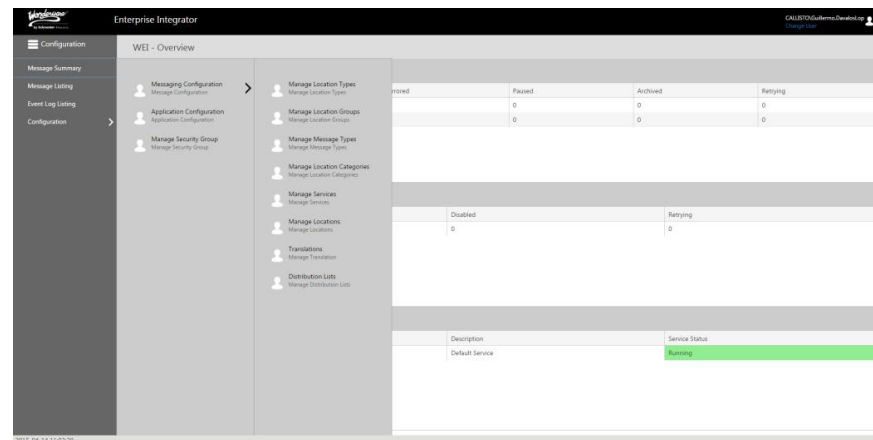 Wonderware
by Schneider Electric
Enterprise Integrator
Change User
Configuration
WEI - Overview
Message Summary
Message Listing
Event Log Listing
Configuration
Messaging Configuration
Message Configuration
Application Configuration
Application Configuration
Manage Security Group
Manage Security Group
Manage Location Types
Manage Location Types
Manage Location Groups
Manage Location Groups
Manage Message Types
Manage Message Types
Manage Location Categories
Manage Location Categories
Manage Services
Manage Services
Manage Locations
Manage Locations
Translations
Manage Translation
Distribution Lists
Manage Distribution Lists
Paused Archived Retrying
0 0 0
0 0 0
Disabled Retrying
0 0
Description Service Status
Default Service Running